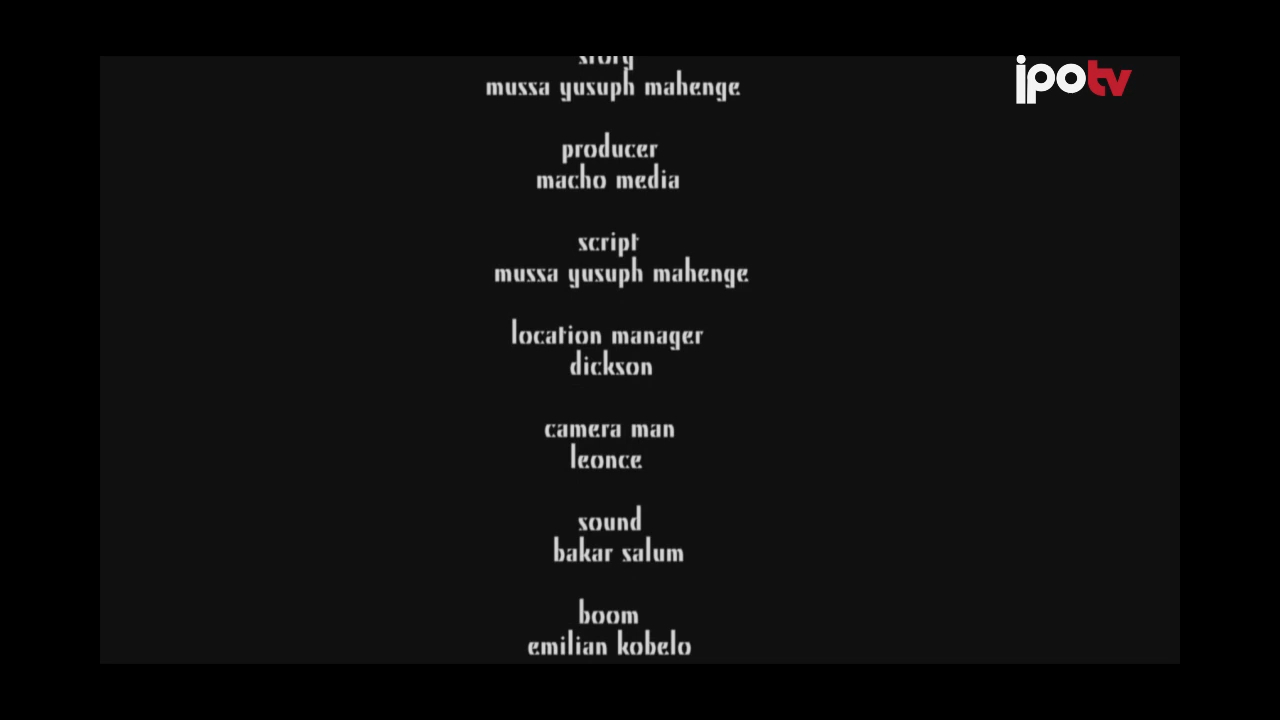 ipotv
story
mussa yusuph mahenge
producer
macho media
script
mussa yusuph mahenge
location manager
dickson
camera man
leonce
sound
bakar salum
boom
emilian kobelo